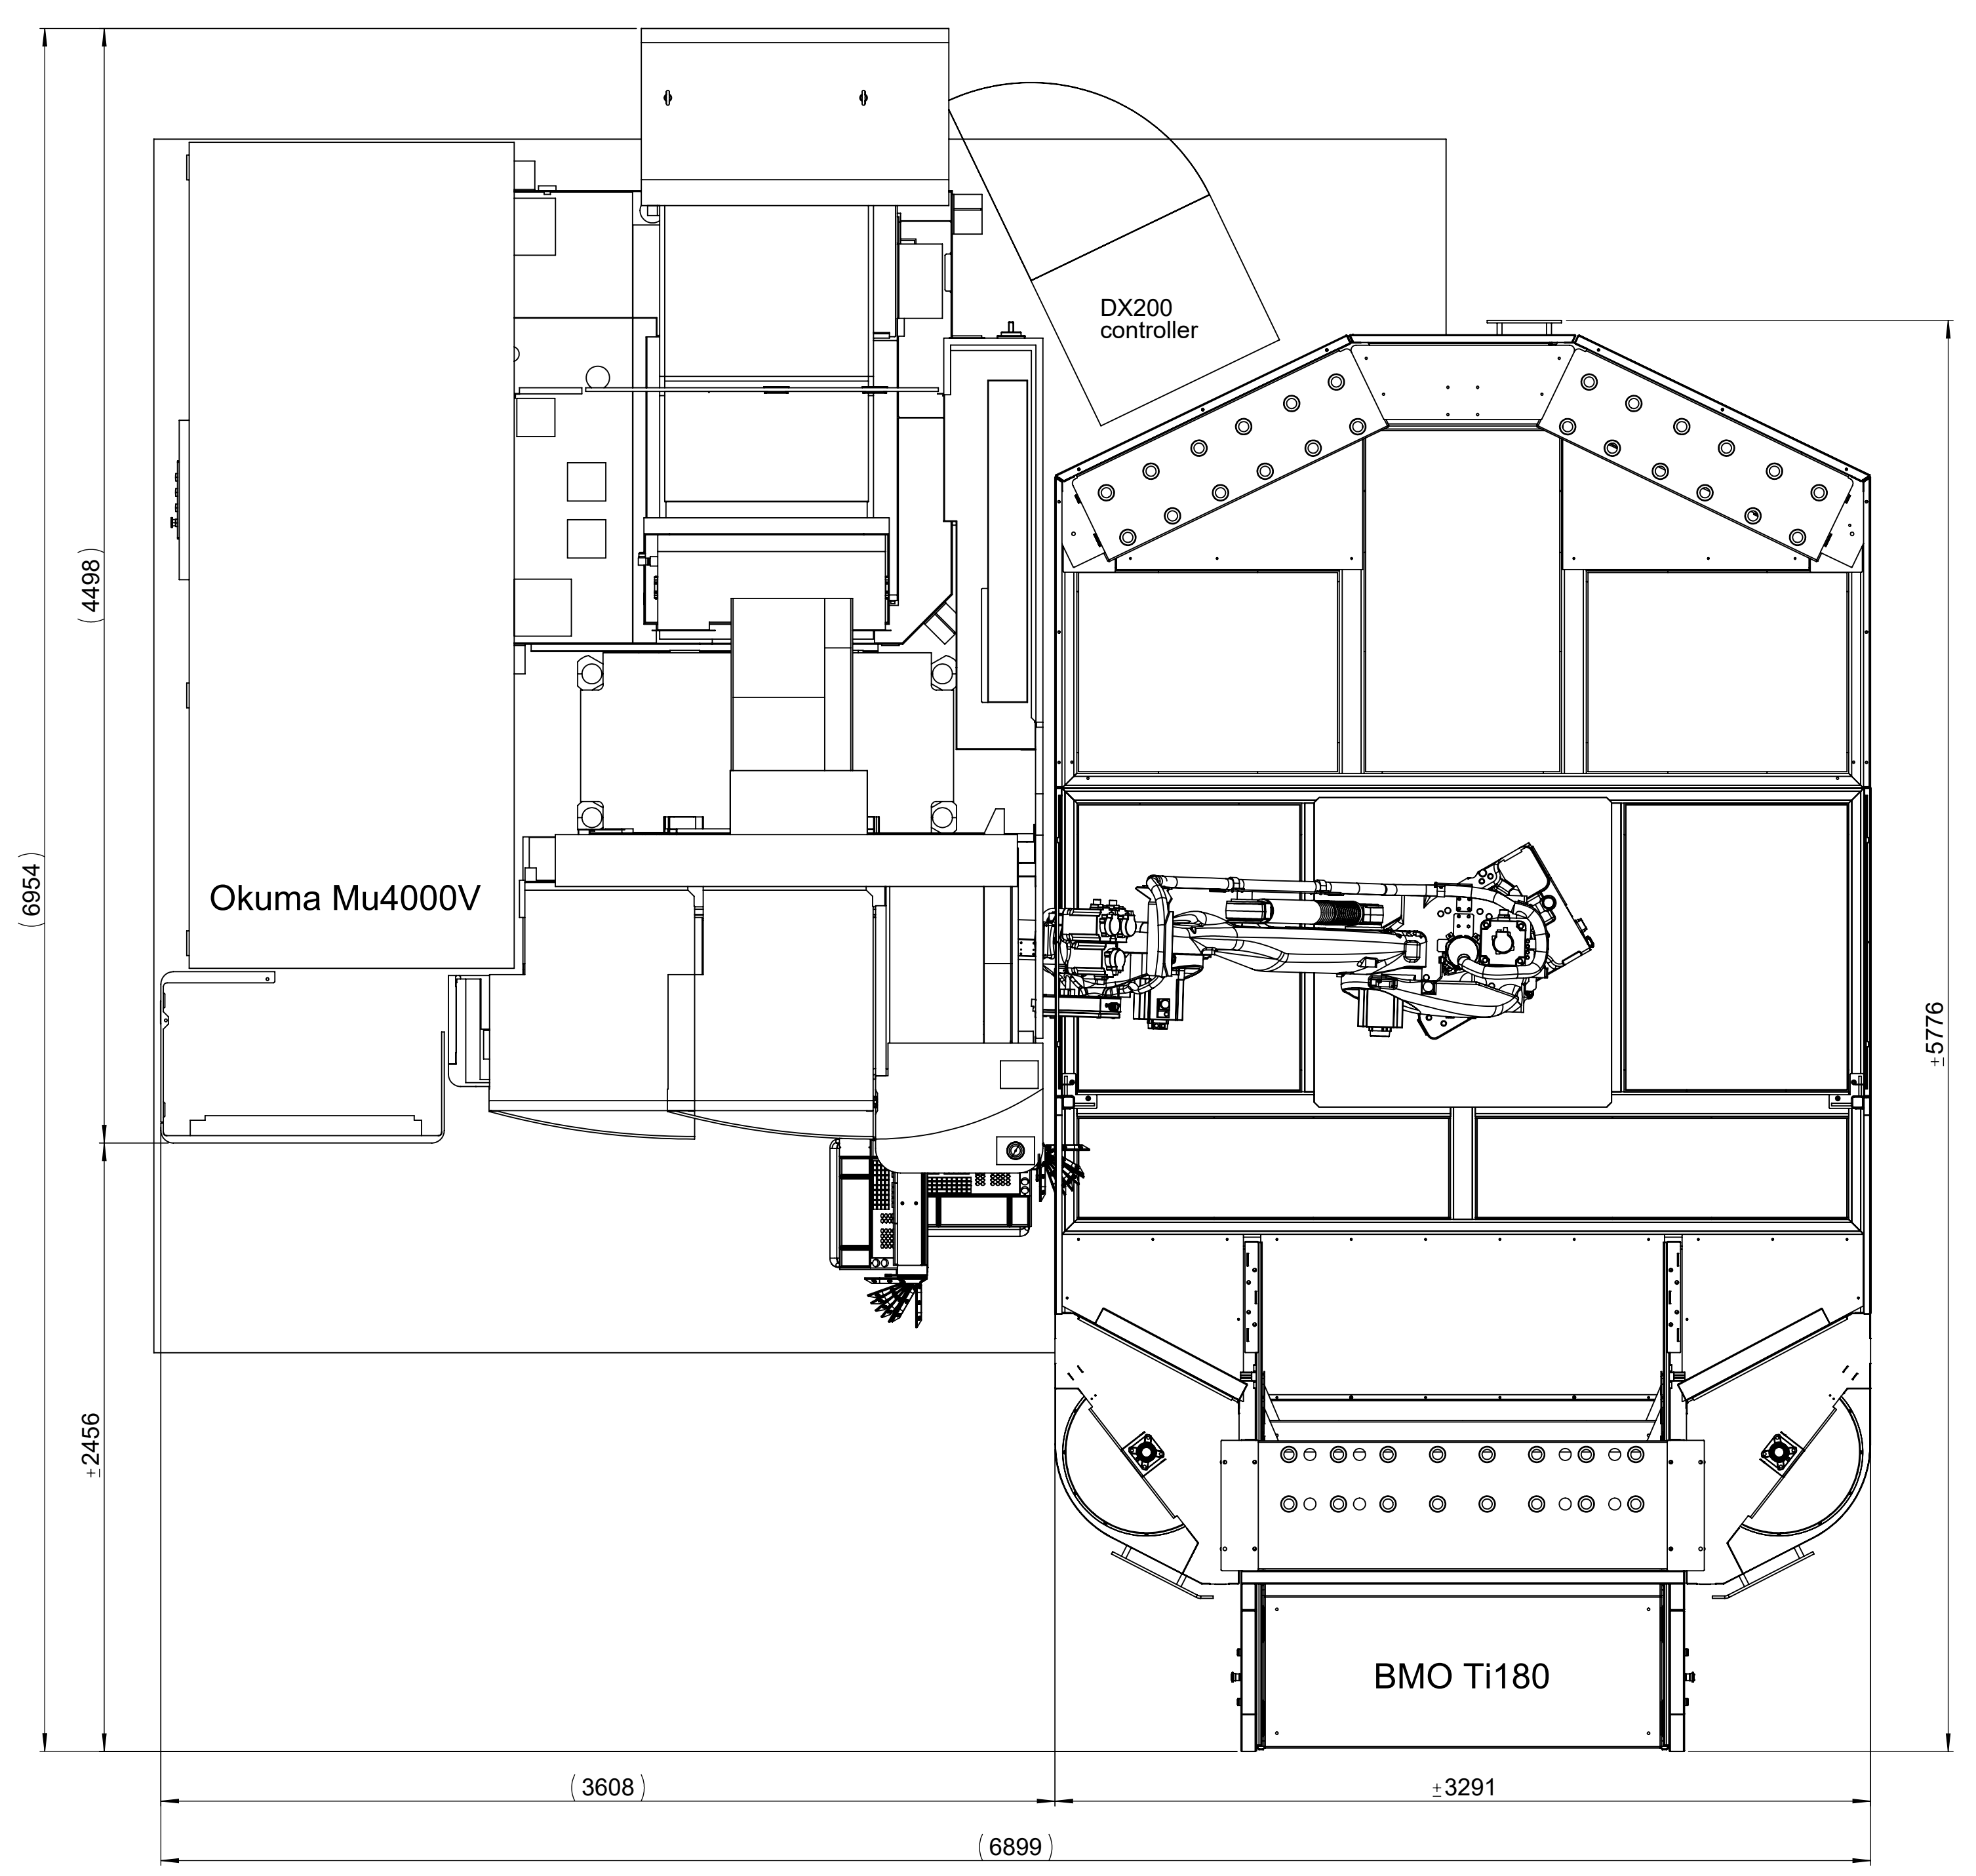 DX200
controller
(4498)
(6954)
Okuma Mu4000V
±5776
±2456
BMO Ti180
(3608)
±3291
(6899)